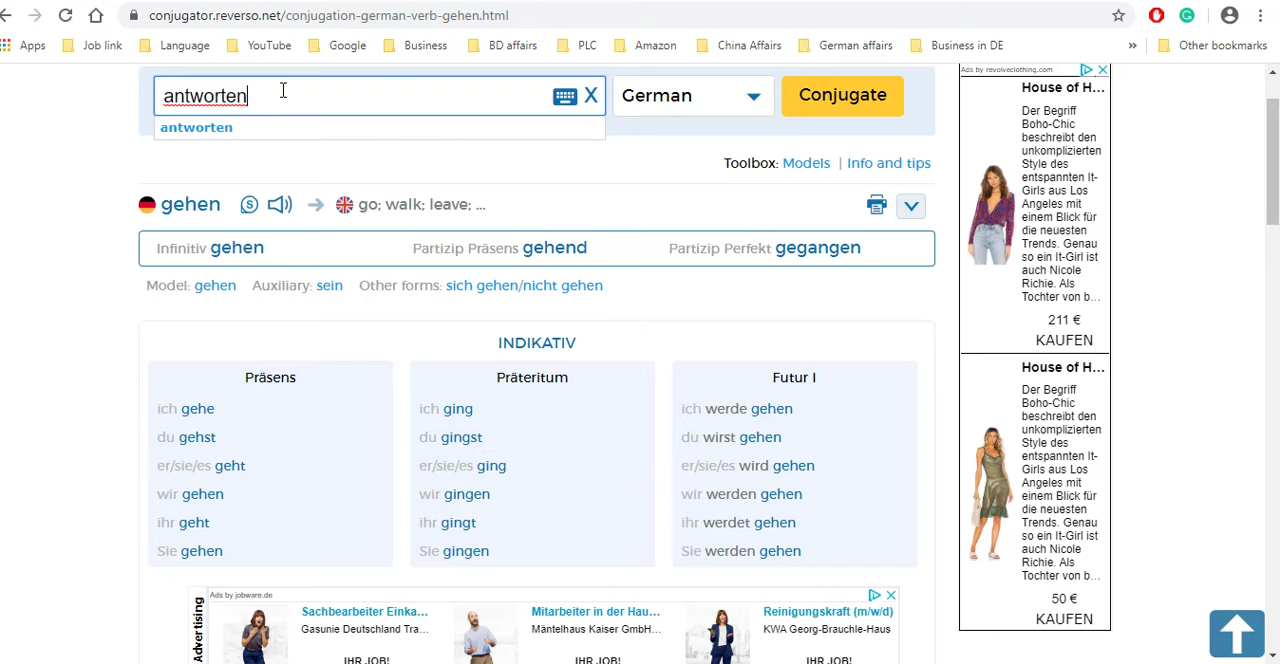 conjugator.reverso.net/conjugation-german-verb-gehen.html
Apps Job link Language YouTube Google Business BD affairs PLC Amazon China Affairs German affairs Business in DE » Other bookmarks
antworten X German Conjugate
antworten
Toolbox: Models | Info and tips
gehen S go; walk; leave; ...
Infinitiv gehen Partizip Präsens gehend Partizip Perfekt gegangen
Model: gehen Auxiliary: sein Other forms: sich gehen/nicht gehen
INDIKATIV
Präsens
ich gehe
du gehst
er/sie/es geht
wir gehen
ihr geht
Sie gehen
Präteritum
ich ging
du gingst
er/sie/es ging
wir gingen
ihr gingt
Sie gingen
Futur I
ich werde gehen
du wirst gehen
er/sie/es wird gehen
wir werden gehen
ihr werdet gehen
Sie werden gehen
Advertising
Ads by jobware.de
Sachbearbeiter Einka...
Gasunie Deutschland Tra...
IHR JOB!
Mitarbeiter in der Hau...
Mäntelhaus Kaiser GmbH...
IHR JOB!
Reinigungskraft (m/w/d)
KWA Georg-Brauchle-Haus
IHR JOB!
Ads by revolveclothing.com
House of H...
Der Begriff
Boho-Chic
beschreibt den
unkomplizierten
Style des
entspannten It-
Girls aus Los
Angeles mit
einem Blick für
die neuesten
Trends. Genau
so ein It-Girl ist
auch Nicole
Richie. Als
Tochter von b...
211 €
KAUFEN
House of H...
Der Begriff
Boho-Chic
beschreibt den
unkomplizierten
Style des
entspannten It-
Girls aus Los
Angeles mit
einem Blick für
die neuesten
Trends. Genau
so ein It-Girl ist
auch Nicole
Richie. Als
Tochter von b...
50 €
KAUFEN